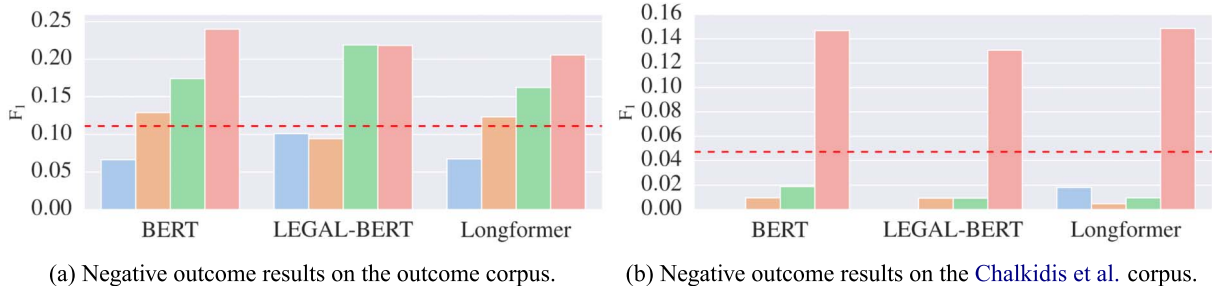 F1
0.25
0.20
0.15
0.10
0.05
0.00
BERT LEGAL-BERT Longformer
(a) Negative outcome results on the outcome corpus.
F1
0.16
0.14
0.12
0.10
0.08
0.06
0.04
0.02
0.00
BERT LEGAL-BERT Longformer
(b) Negative outcome results on the Chalkidis et al. corpus.